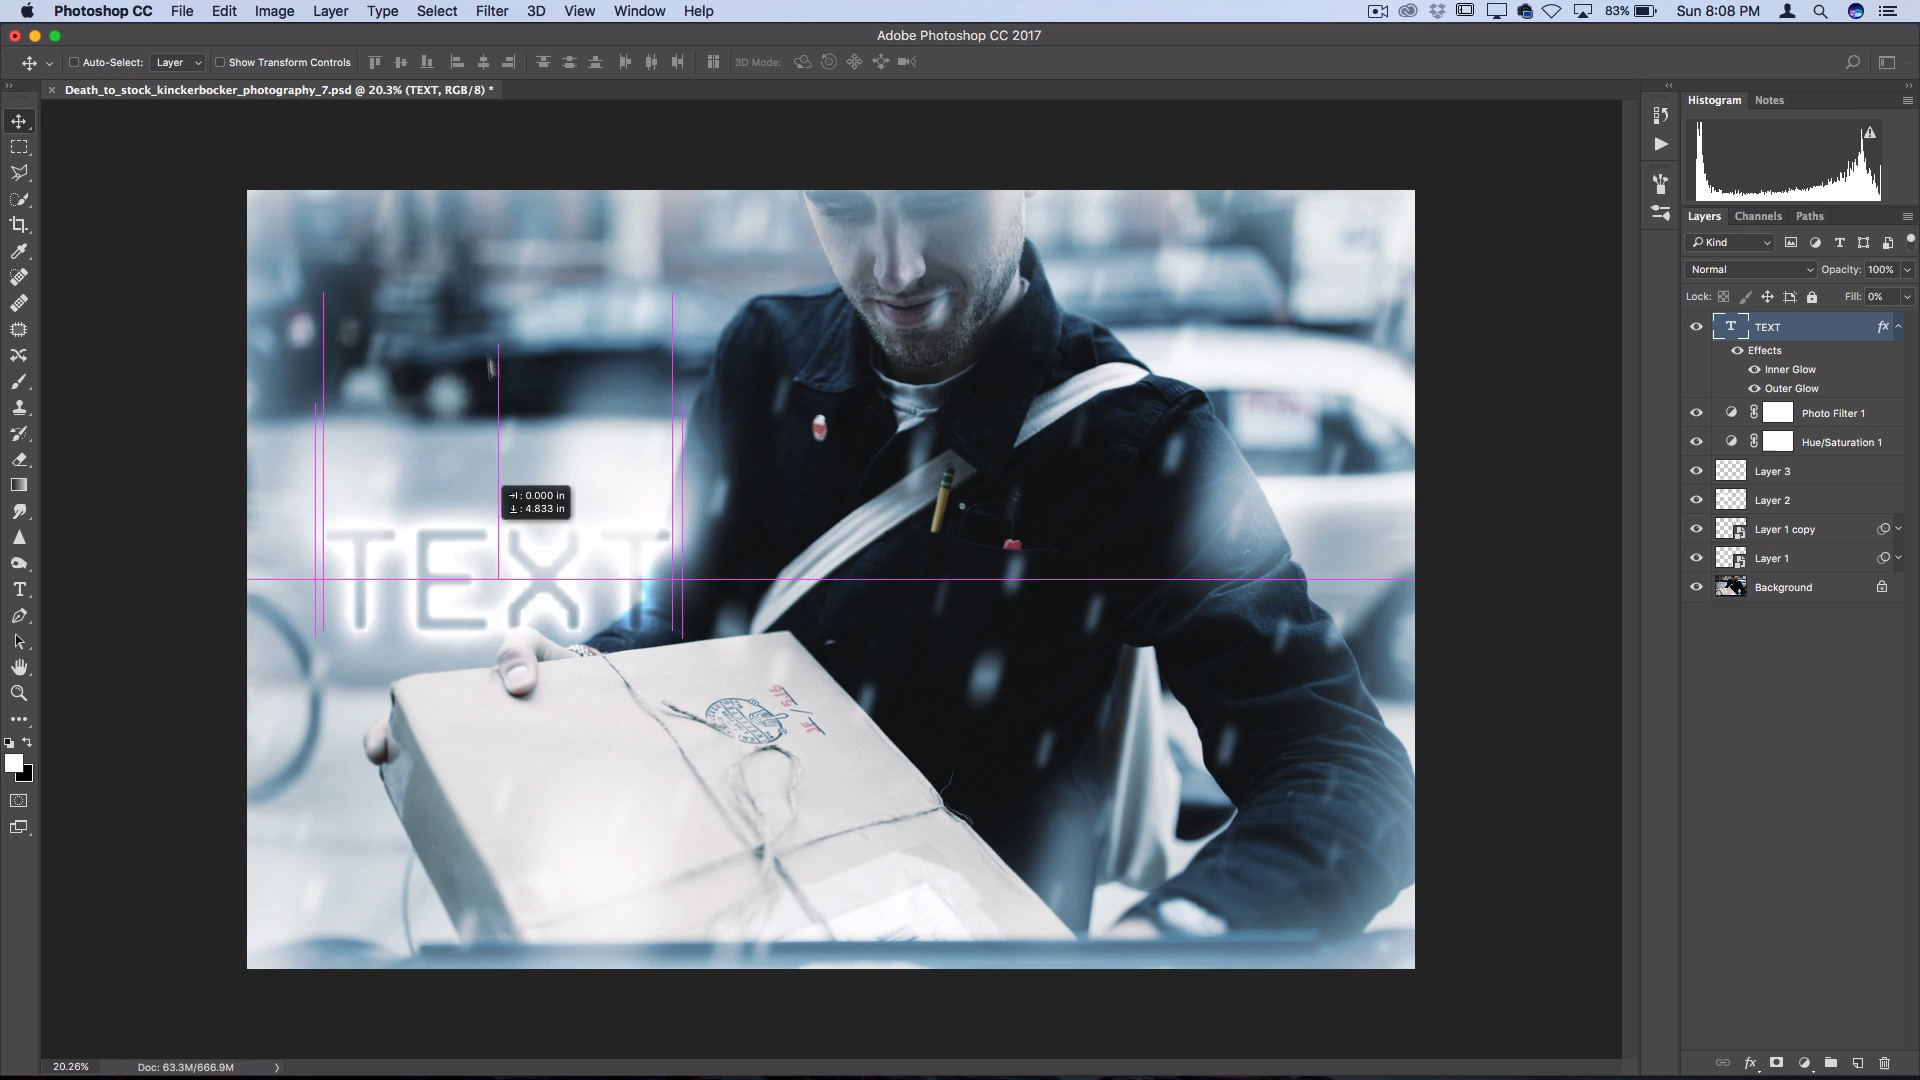 Photoshop CC File Edit Image Layer Type Select Filter 3D View Window Help 83% Sun 8:08 PM
Adobe Photoshop CC 2017
Auto-Select: Layer Show Transform Controls 3D Mode:
× Death_to_stock_kinckerbocker_photography_7.psd @ 20.3% (TEXT, RGB/8) *
Histogram Notes
Layers Channels Paths
Kind
Normal Opacity: 100%
Lock: Fill: 0%
T TEXT fx
Effects
Inner Glow
Outer Glow
Photo Filter 1
Hue/Saturation 1
Layer 3
Layer 2
Layer 1 copy
Layer 1
Background
: 0.000 in
: 4.833 in
TEXT
20.26% Doc: 63.3M/666.9M
fx